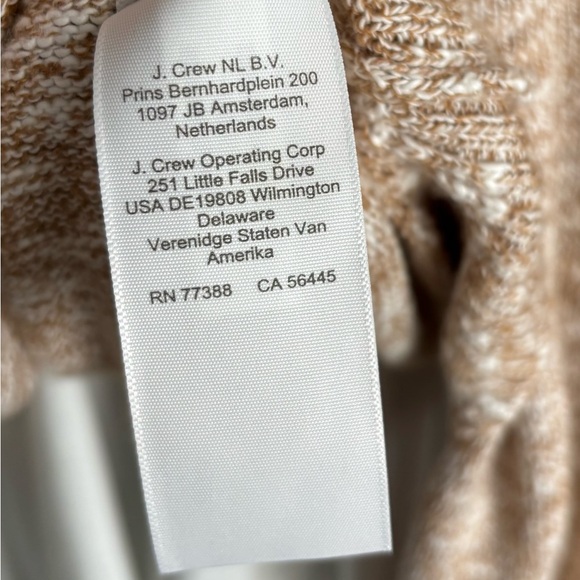 J. Crew NL B.V.
Prins Bernhardplein 200
1097 JB Amsterdam,
Netherlands
J. Crew Operating Corp
251 Little Falls Drive
USA DE19808 Wilmington
Delaware
Verenidge Staten Van
Amerika
RN 77388 CA 56445